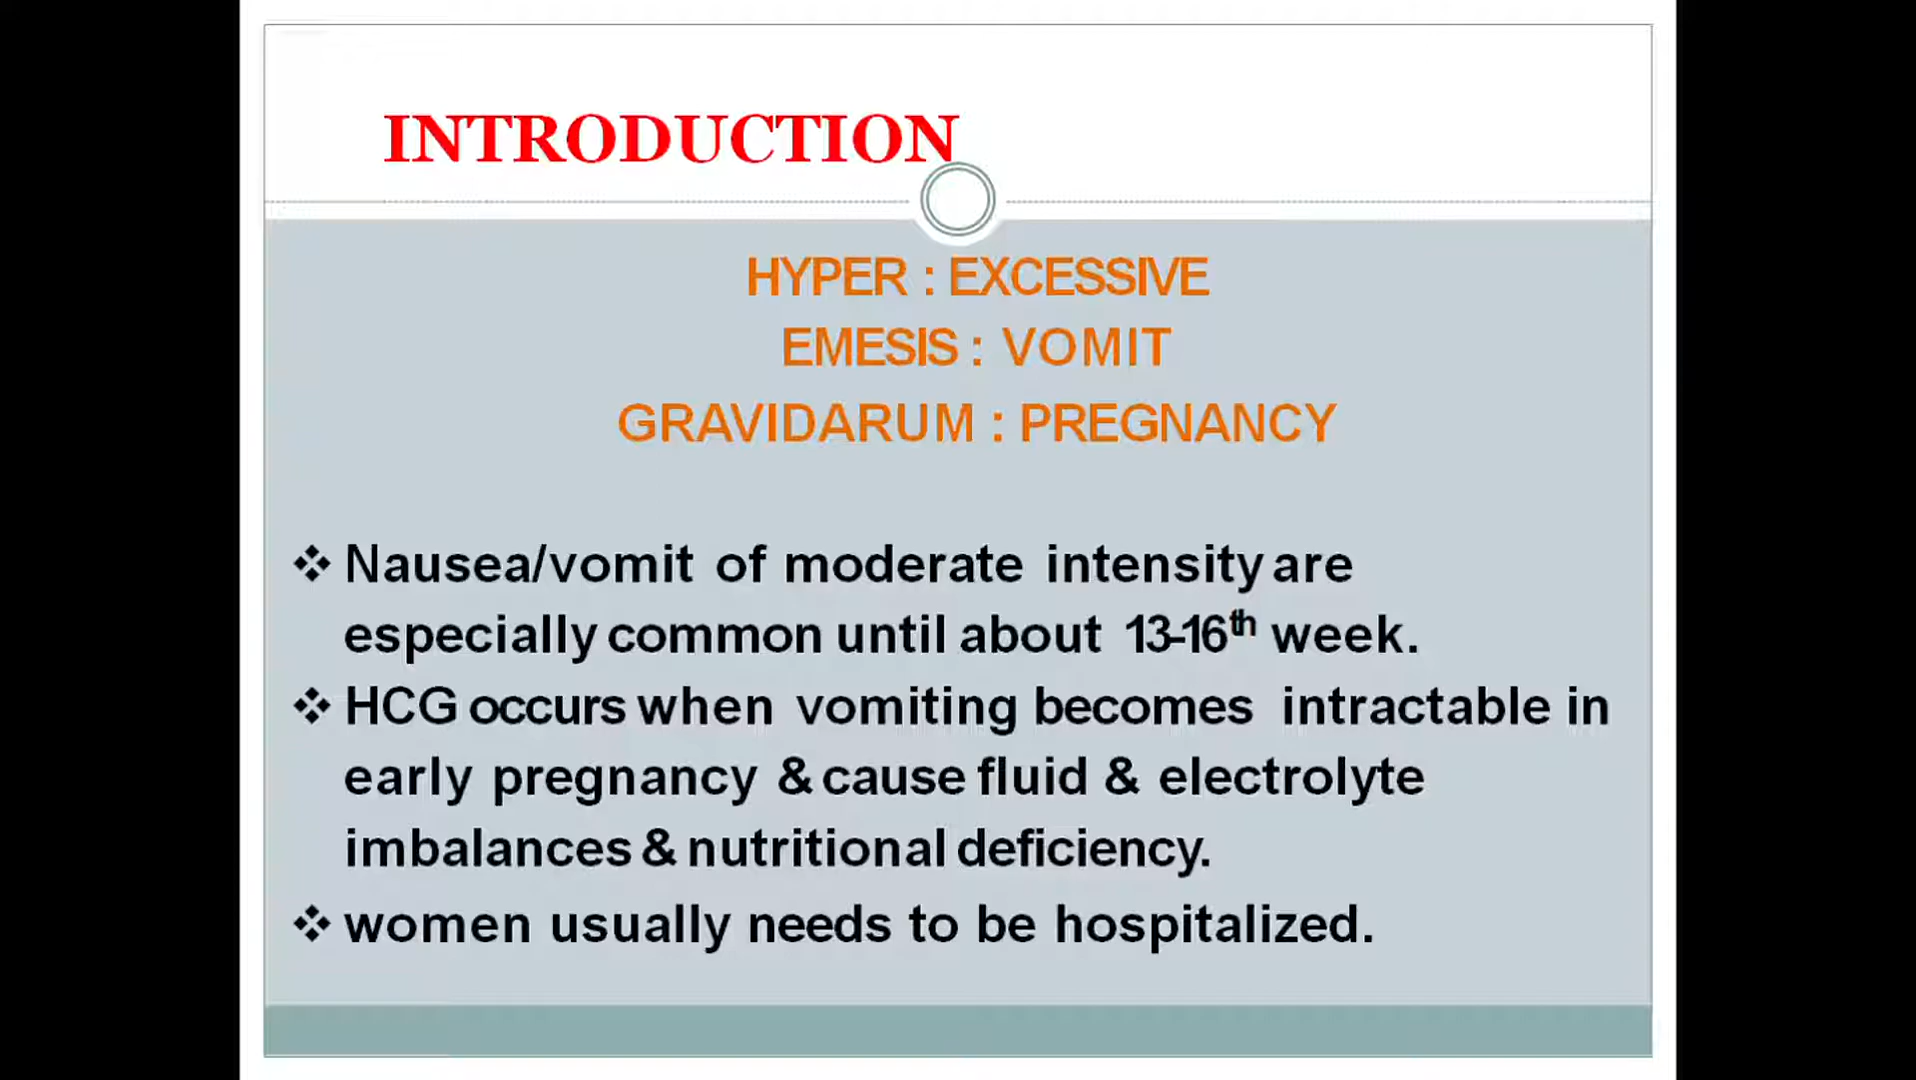 INTRODUCTION
HYPER : EXCESSIVE
EMESIS : VOMIT
GRAVIDARUM : PREGNANCY
❖ Nausea/vomit of moderate intensity are
especially common until about 13-16th week.
❖ HCG occurs when vomiting becomes intractable in
early pregnancy & cause fluid & electrolyte
imbalances & nutritional deficiency.
❖ women usually needs to be hospitalized.